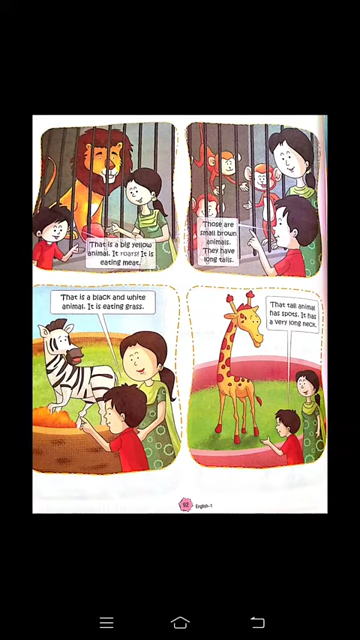 That is a big yellow
animal. It roars! It is
eating meat.
Those are
small brown
animals.
They have
long tails.
That is a black and white
animal. It is eating grass.
That tall animal
has spots. It has
a very long neck.
92
English-1